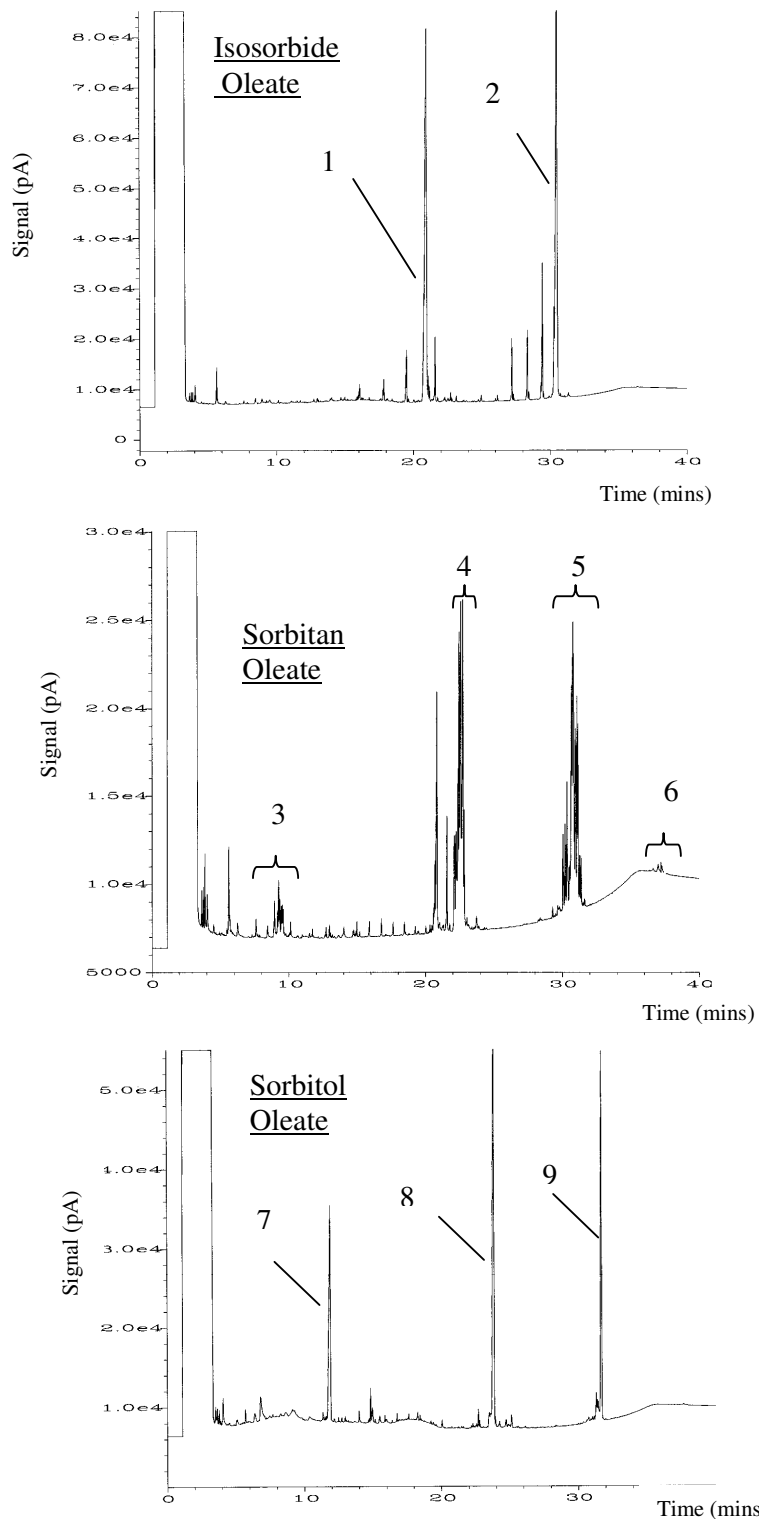 Isosorbide
Oleate
1
2
Signal (pA)
8.0e4
7.0e4
6.0e4
5.0e4
4.0e4
3.0e4
2.0e4
1.0e4
0
0 10 20 30 40
Time (mins)
Sorbitan
Oleate
3
4
5
6
Signal (pA)
3.0e4
2.5e4
2.0e4
1.5e4
1.0e4
5000
0 10 20 30 40
Time (mins)
Sorbitol
Oleate
7
8
9
Signal (pA)
5.0e4
4.0e4
3.0e4
2.0e4
1.0e4
0 10 20 30
Time (mins